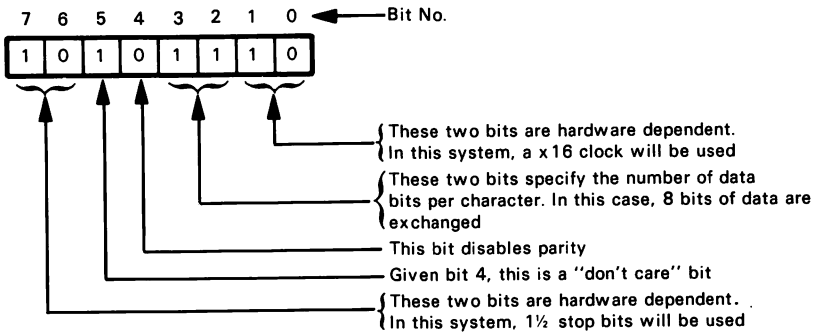 7 6 5 4 3 2 1 0 Bit No.
1 0 1 0 1 1 1 0
These two bits are hardware dependent.
In this system, a x 16 clock will be used
These two bits specify the number of data
bits per character. In this case, 8 bits of data are
exchanged
This bit disables parity
Given bit 4, this is a "don't care" bit
These two bits are hardware dependent.
In this system, 1½ stop bits will be used